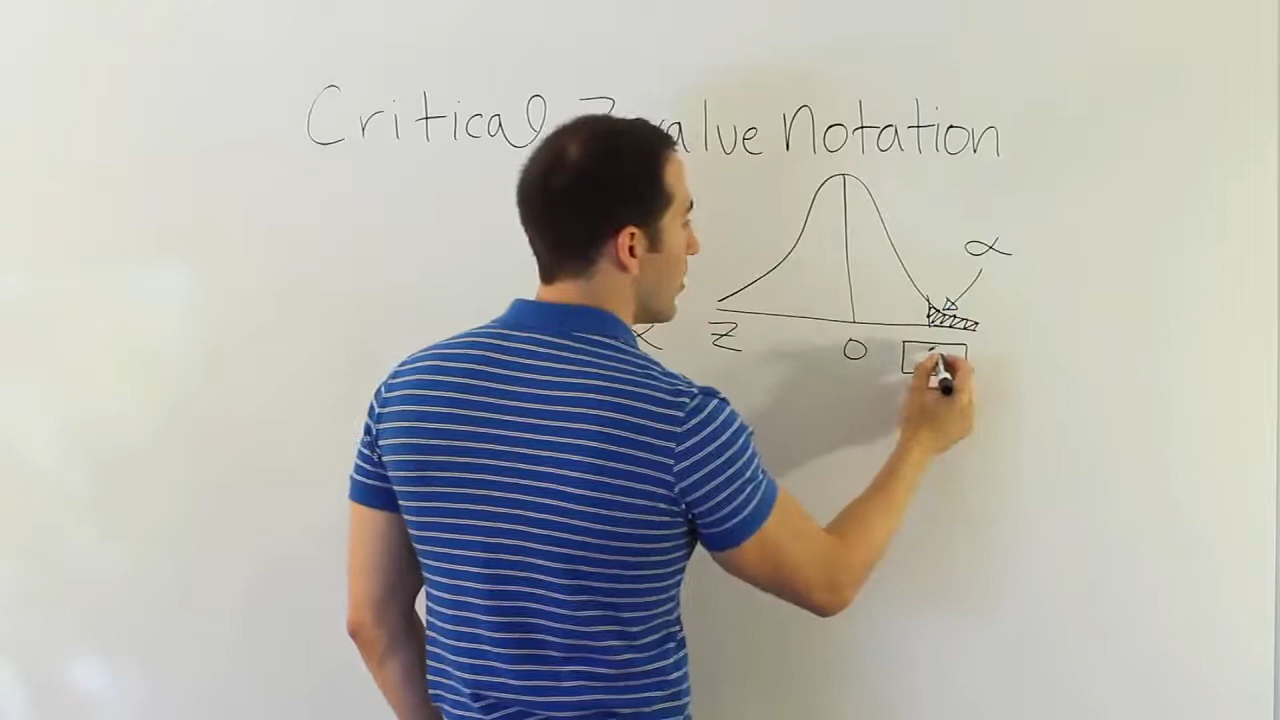 Critical Z value Notation
α
Z 0